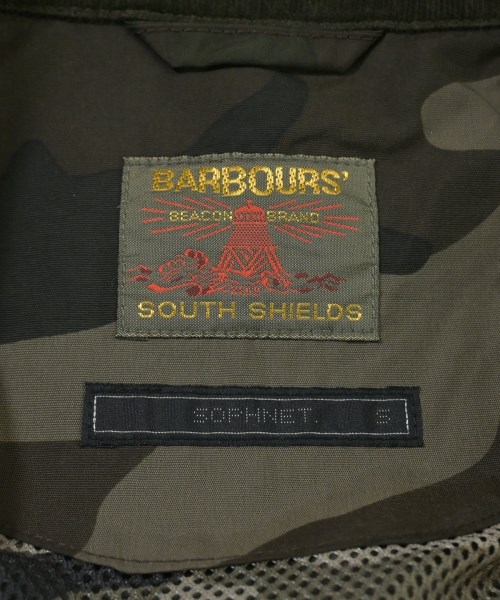 BARBOURS'
BEACON BRAND
SOUTH SHIELDS
SOPHNET. S